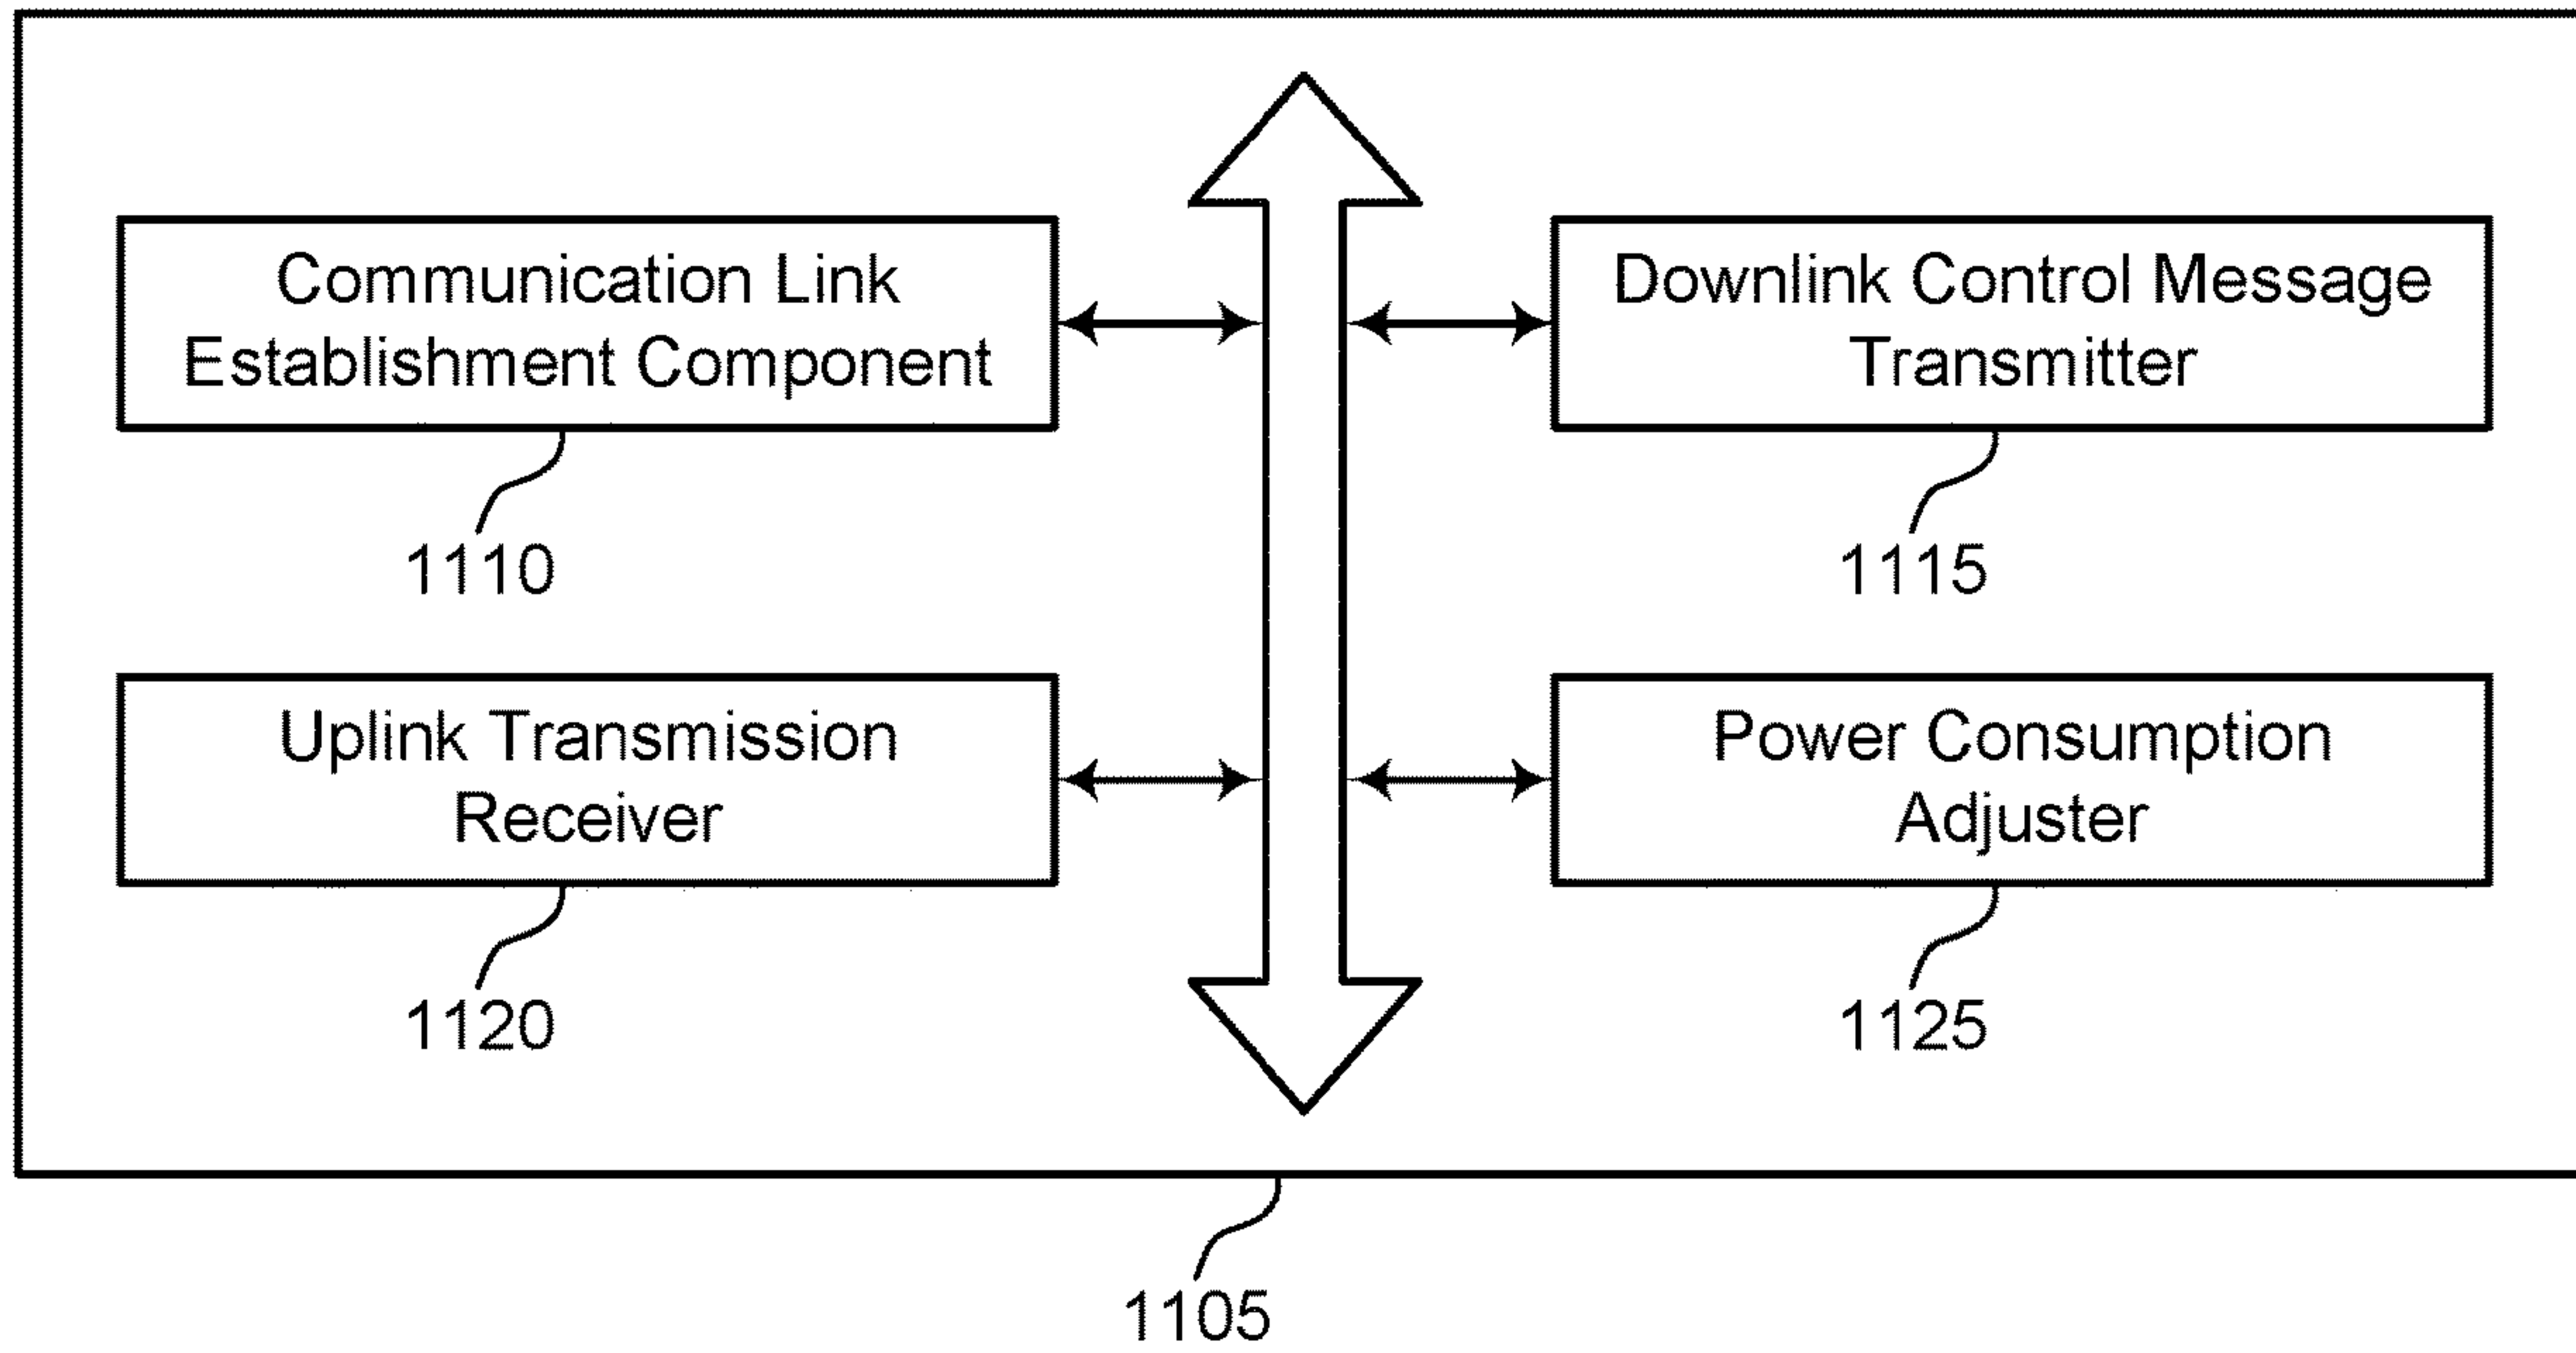 Communication Link
Establishment Component
1110
Downlink Control Message
Transmitter
1115
Uplink Transmission
Receiver
1120
Power Consumption
Adjuster
1125
1105